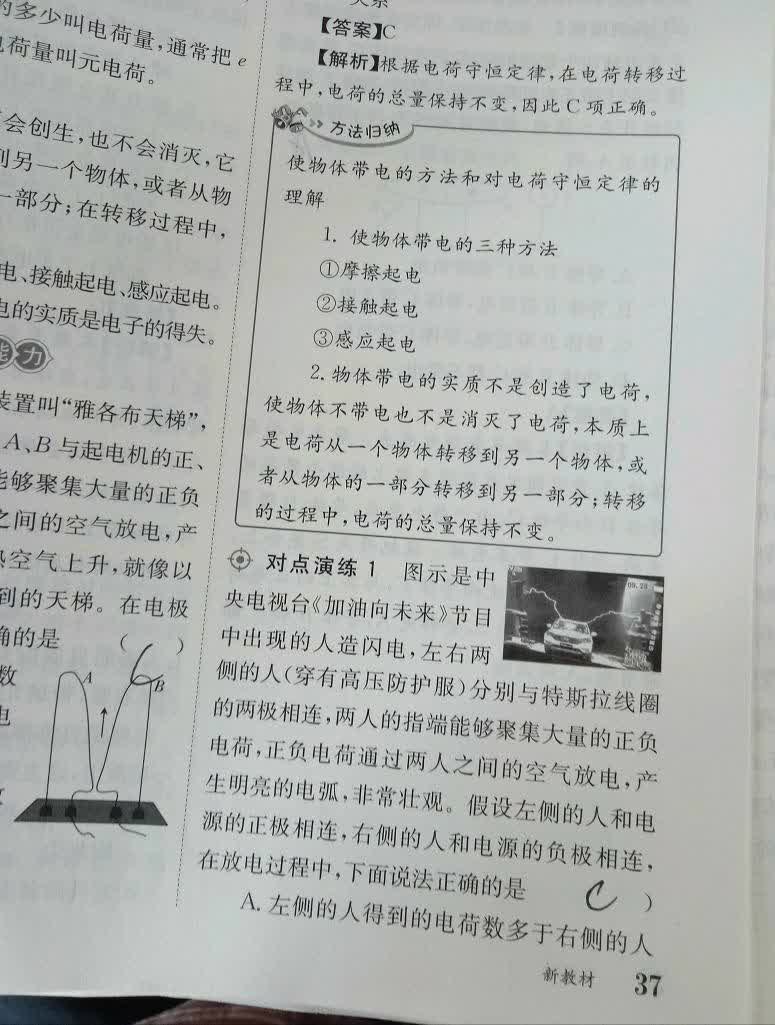 的多少叫电荷量,通常把 e
电荷量叫元电荷。
会创生,也不会消灭,它
到另一个物体,或者从物
一部分;在转移过程中,
电、接触起电、感应起电。
电的实质是电子的得失。
能力
装置叫“雅各布天梯”,
A、B 与起电机的正、
能够聚集大量的正负
之间的空气放电,产
热空气上升,就像以
到的天梯。在电极
确的是 ( )
数
电
A
B
【答案】C
【解析】根据电荷守恒定律,在电荷转移过
程中,电荷的总量保持不变,因此 C 项正确。
方法归纳
使物体带电的方法和对电荷守恒定律的
理解
1. 使物体带电的三种方法
①摩擦起电
②接触起电
③感应起电
2. 物体带电的实质不是创造了电荷,
使物体不带电也不是消灭了电荷,本质上
是电荷从一个物体转移到另一个物体,或
者从物体的一部分转移到另一部分;转移
的过程中,电荷的总量保持不变。
对点演练 1 图示是中
央电视台《加油向未来》节目
中出现的人造闪电,左右两
侧的人(穿有高压防护服)分别与特斯拉线圈
的两极相连,两人的指端能够聚集大量的正负
电荷,正负电荷通过两人之间的空气放电,产
生明亮的电弧,非常壮观。假设左侧的人和电
源的正极相连,右侧的人和电源的负极相连,
在放电过程中,下面说法正确的是 C )
A. 左侧的人得到的电荷数多于右侧的人
新教材 37